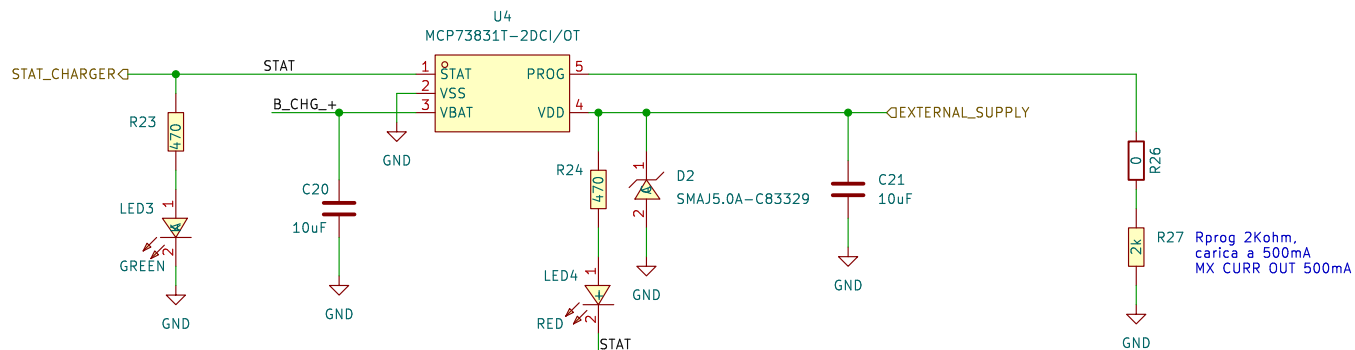 U4
MCP73831T-2DCI/OT
STAT_CHARGER
STAT
1
STAT
PROG
5
2
VSS
B_CHG_+
3
VBAT
VDD
4
EXTERNAL_SUPPLY
R23
470
GND
R24
470
1
D2
SMAJ5.0A-C83329
A
2
C21
10uF
0
R26
C20
10uF
LED3
1
A
K
2
GREEN
R27
2k
Rprog 2Kohm,
carica a 500mA
MX CURR OUT 500mA
LED4
1
+
2
RED
STAT
GND
GND
GND
GND
GND